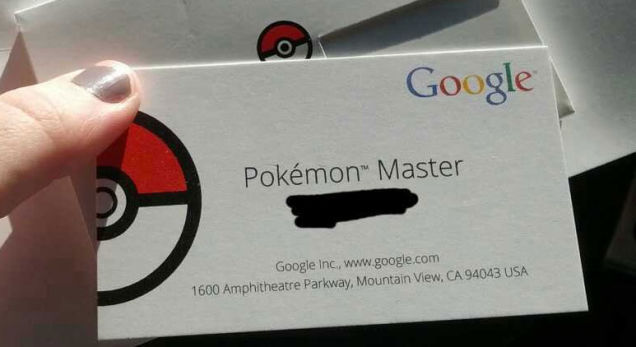 Google
Pokémon™ Master
Google Inc., www.google.com
1600 Amphitheatre Parkway, Mountain View, CA 94043 USA